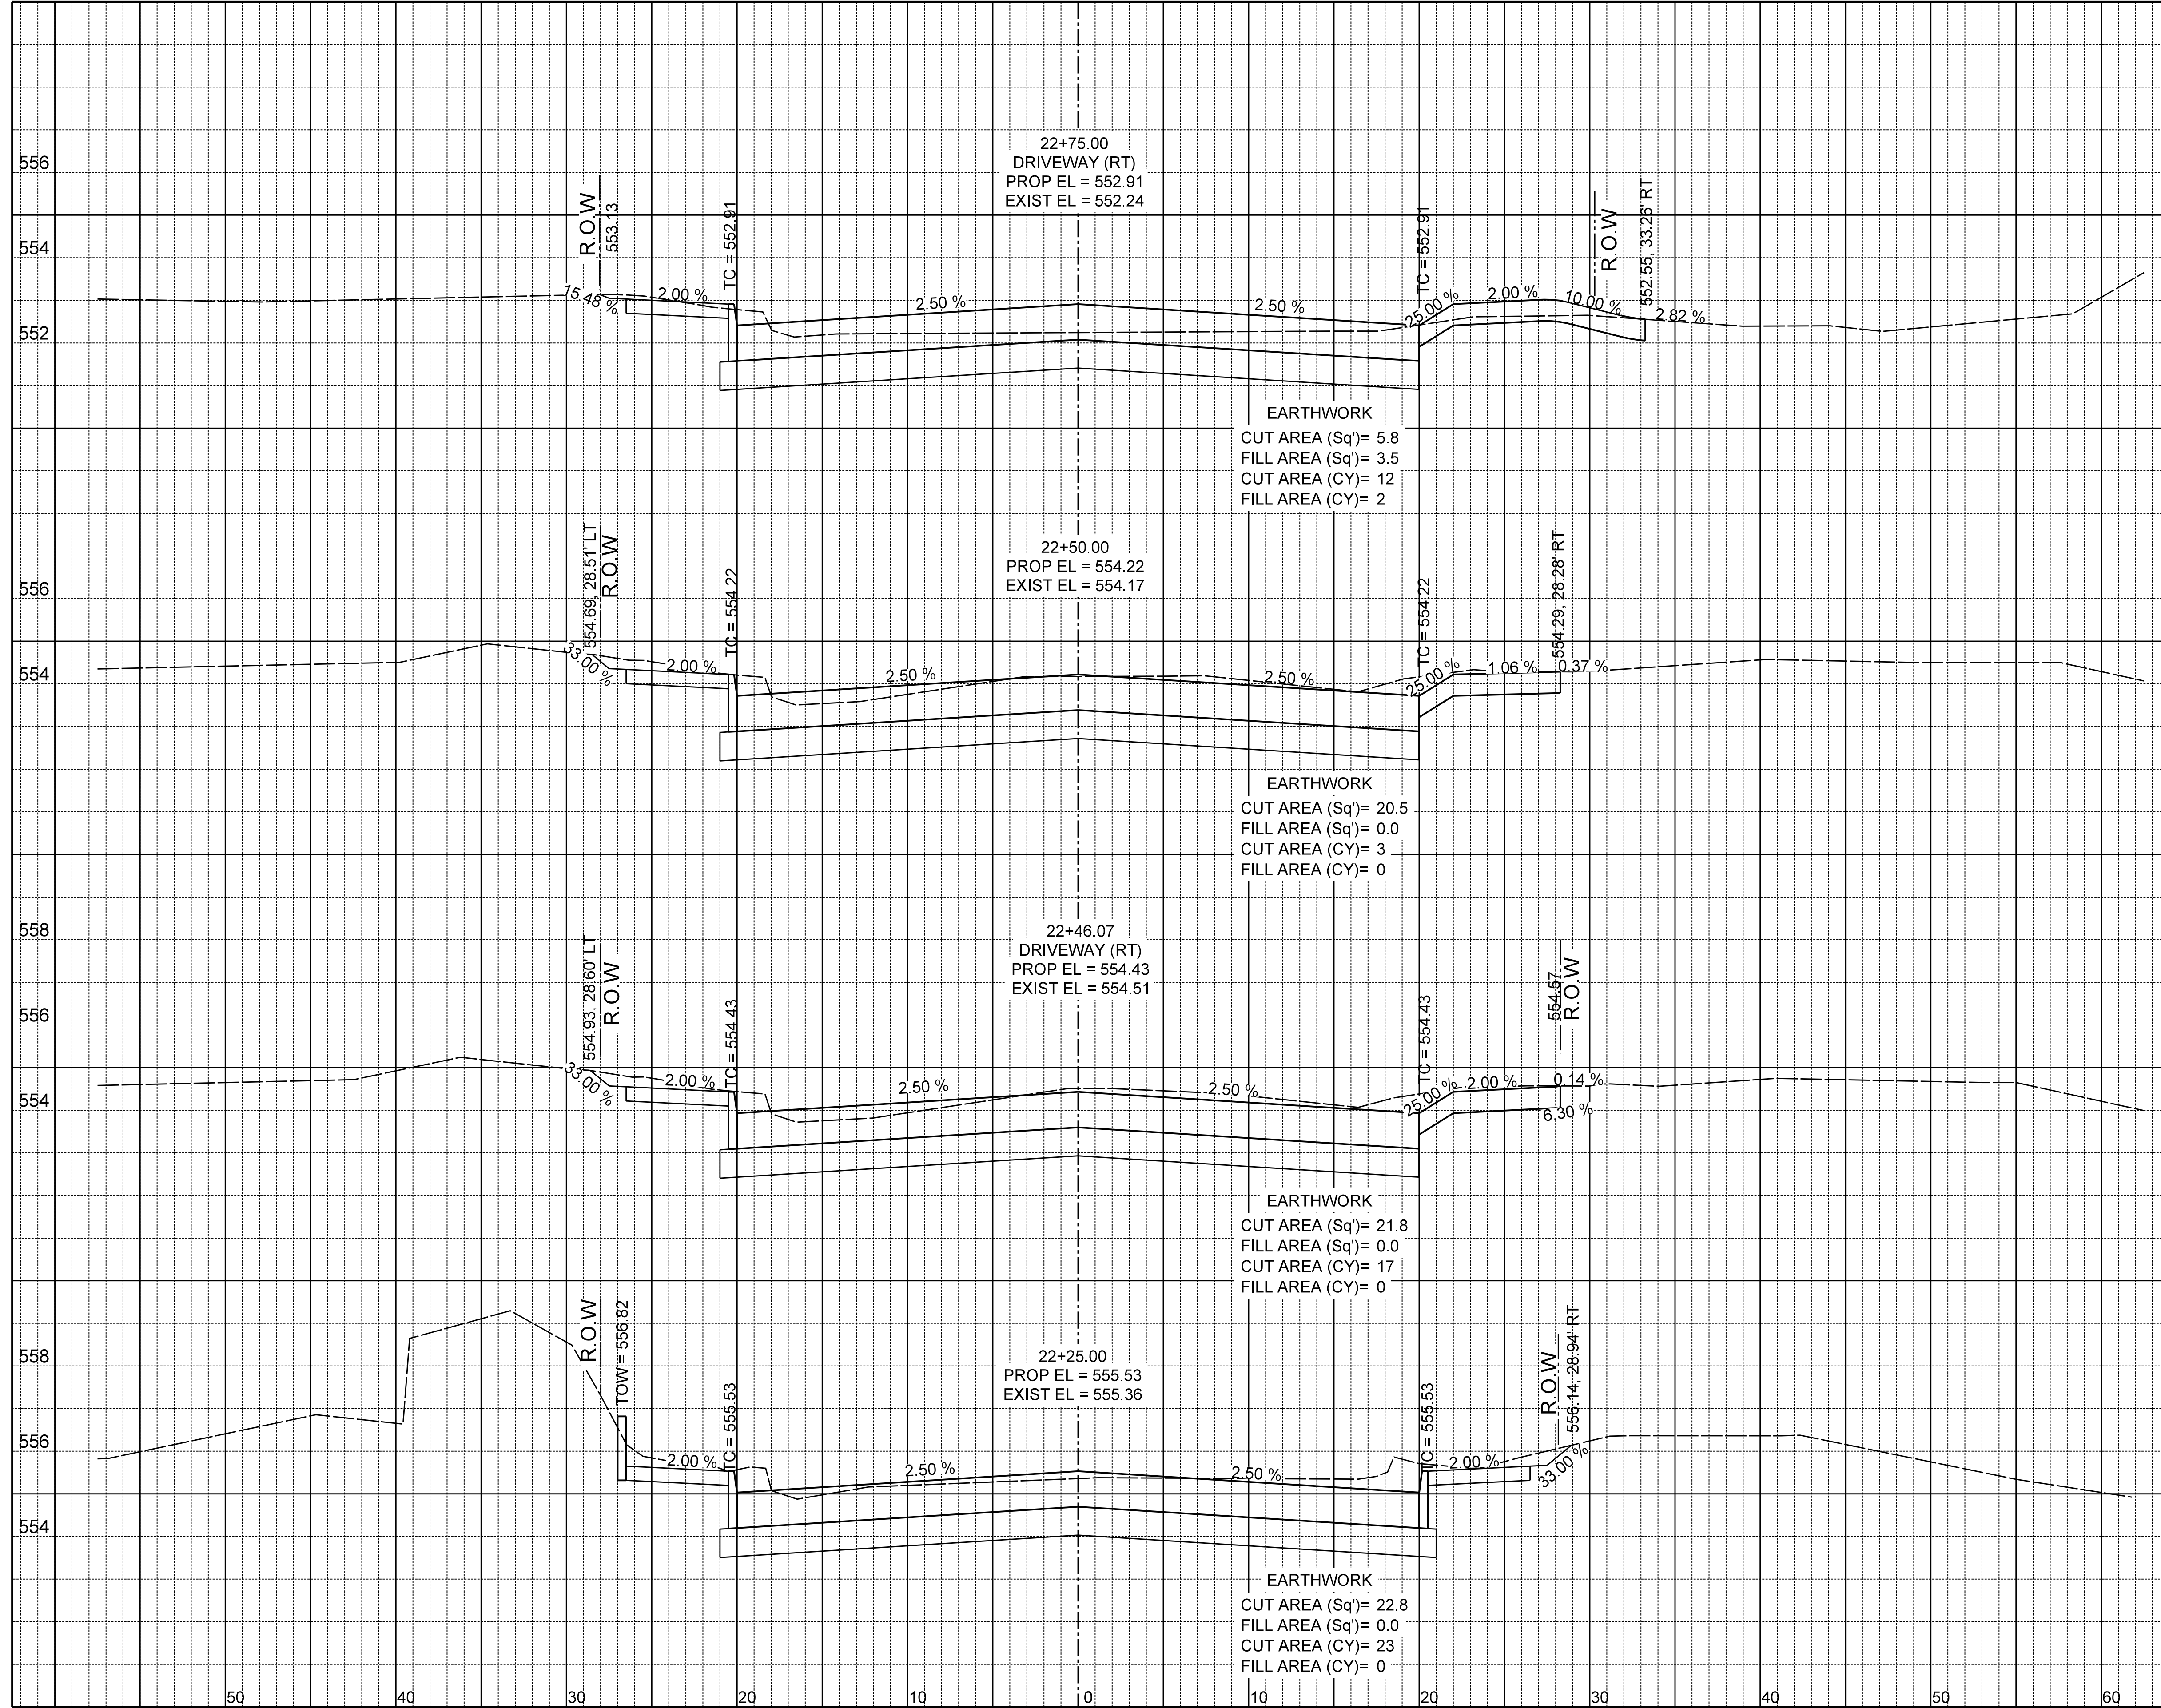 22+75.00
DRIVEWAY (RT)
PROP EL = 552.91
EXIST EL = 552.24
556
554
552
R.O.W
553.13
TC = 552.91
TC = 552.91
R.O.W
552.55, 33.26' RT
15.48 %
2.00 %
2.50 %
2.50 %
25.00 %
2.00 %
10.00 %
2.82 %
EARTHWORK
CUT AREA (Sq')= 5.8
FILL AREA (Sq')= 3.5
CUT AREA (CY)= 12
FILL AREA (CY)= 2
22+50.00
PROP EL = 554.22
EXIST EL = 554.17
556
554
554.69, 28.51' LT
R.O.W
TC = 554.22
TC = 554.22
554.29, 28.28' RT
33.00 %
2.00 %
2.50 %
2.50 %
25.00 %
1.06 %
0.37 %
EARTHWORK
CUT AREA (Sq')= 20.5
FILL AREA (Sq')= 0.0
CUT AREA (CY)= 3
FILL AREA (CY)= 0
22+46.07
DRIVEWAY (RT)
PROP EL = 554.43
EXIST EL = 554.51
558
556
554
554.93, 28.60' LT
R.O.W
TC = 554.43
TC = 554.43
554.57
R.O.W
33.00 %
2.00 %
2.50 %
2.50 %
25.00 %
2.00 %
0.14 %
6.30 %
EARTHWORK
CUT AREA (Sq')= 21.8
FILL AREA (Sq')= 0.0
CUT AREA (CY)= 17
FILL AREA (CY)= 0
22+25.00
PROP EL = 555.53
EXIST EL = 555.36
558
556
554
R.O.W
TOW = 556.82
TC = 555.53
TC = 555.53
R.O.W
556.14, 28.94' RT
2.00 %
2.50 %
2.50 %
2.00 %
33.00 %
EARTHWORK
CUT AREA (Sq')= 22.8
FILL AREA (Sq')= 0.0
CUT AREA (CY)= 23
FILL AREA (CY)= 0
50 40 30 20 10 0 10 20 30 40 50 60